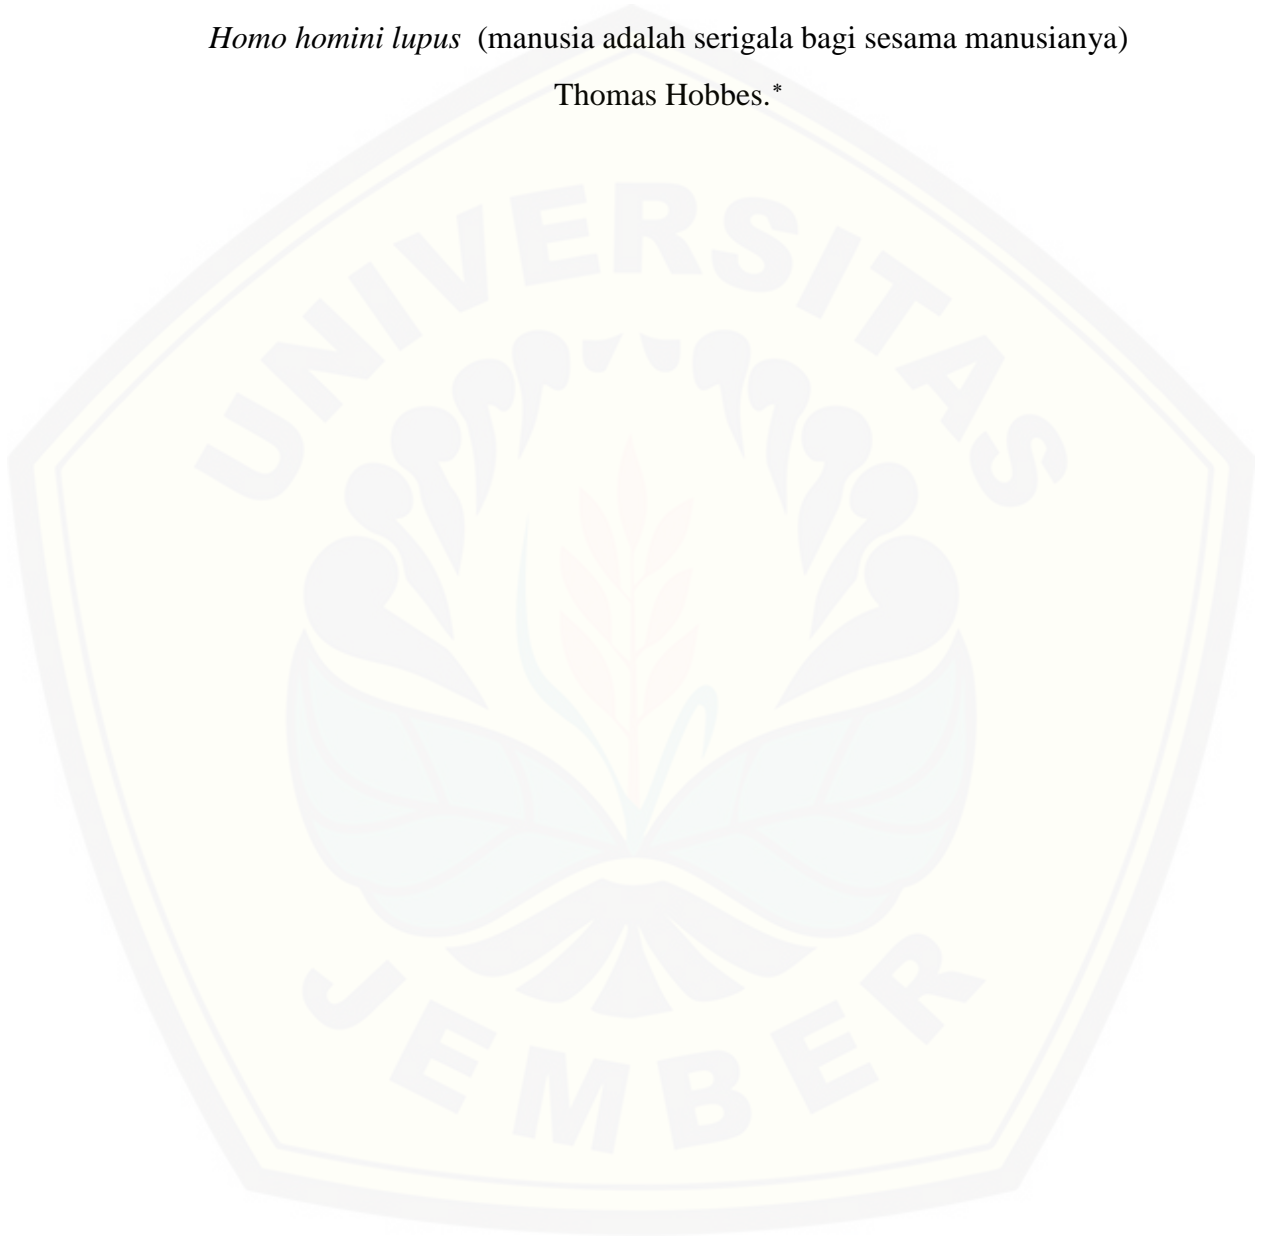 Homo homini lupus (manusia adalah serigala bagi sesama manusianya)
Thomas Hobbes.*
UNIVERSITAS
JEMBER